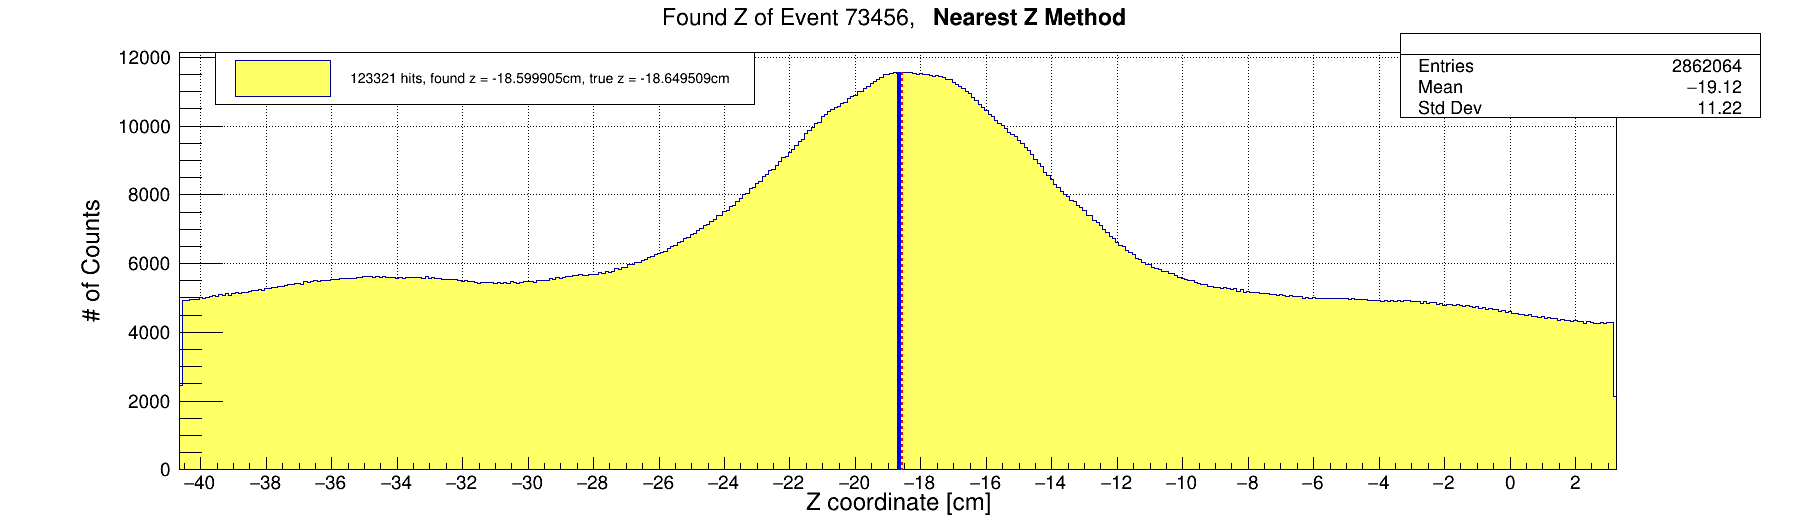 Found Z of Event 73456, Nearest Z Method
123321 hits, found z = -18.599905cm, true z = -18.649509cm
Entries 2862064
Mean −19.12
Std Dev 11.22
# of Counts
12000
10000
8000
6000
4000
2000
0
−40 −38 −36 −34 −32 −30 −28 −26 −24 −22 −20 −18 −16 −14 −12 −10 −8 −6 −4 −2 0 2
Z coordinate [cm]